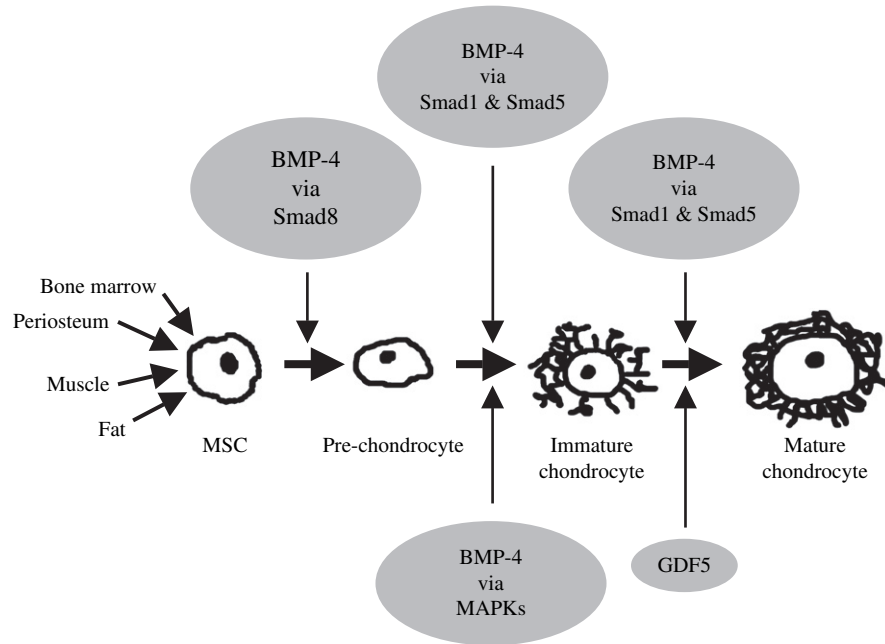 BMP-4
via
Smad1 & Smad5
BMP-4
via
Smad8
BMP-4
via
Smad1 & Smad5
Bone marrow
Periosteum
Muscle
Fat
MSC
Pre-chondrocyte
Immature
chondrocyte
Mature
chondrocyte
BMP-4
via
MAPKs
GDF5